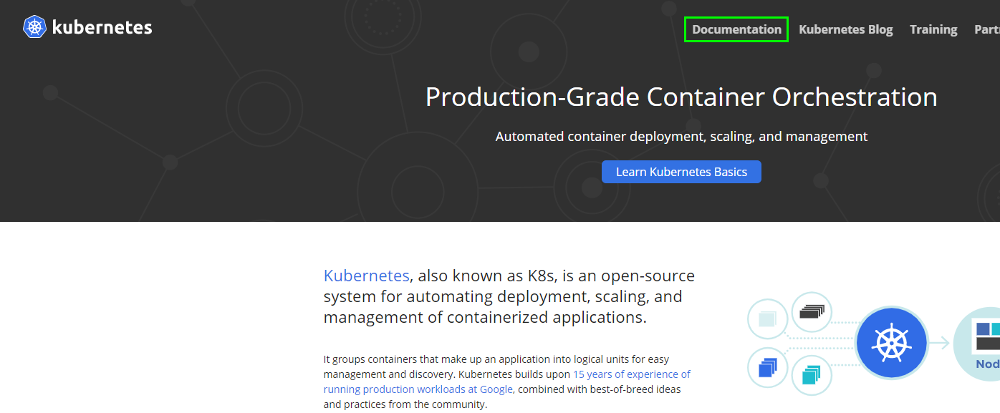 kubernetes
Documentation Kubernetes Blog Training
Production-Grade Container Orchestration
Automated container deployment, scaling, and management
Learn Kubernetes Basics
Kubernetes, also known as K8s, is an open-source
system for automating deployment, scaling, and
management of containerized applications.
It groups containers that make up an application into logical units for easy
management and discovery. Kubernetes builds upon 15 years of experience of
running production workloads at Google, combined with best-of-breed ideas
and practices from the community.